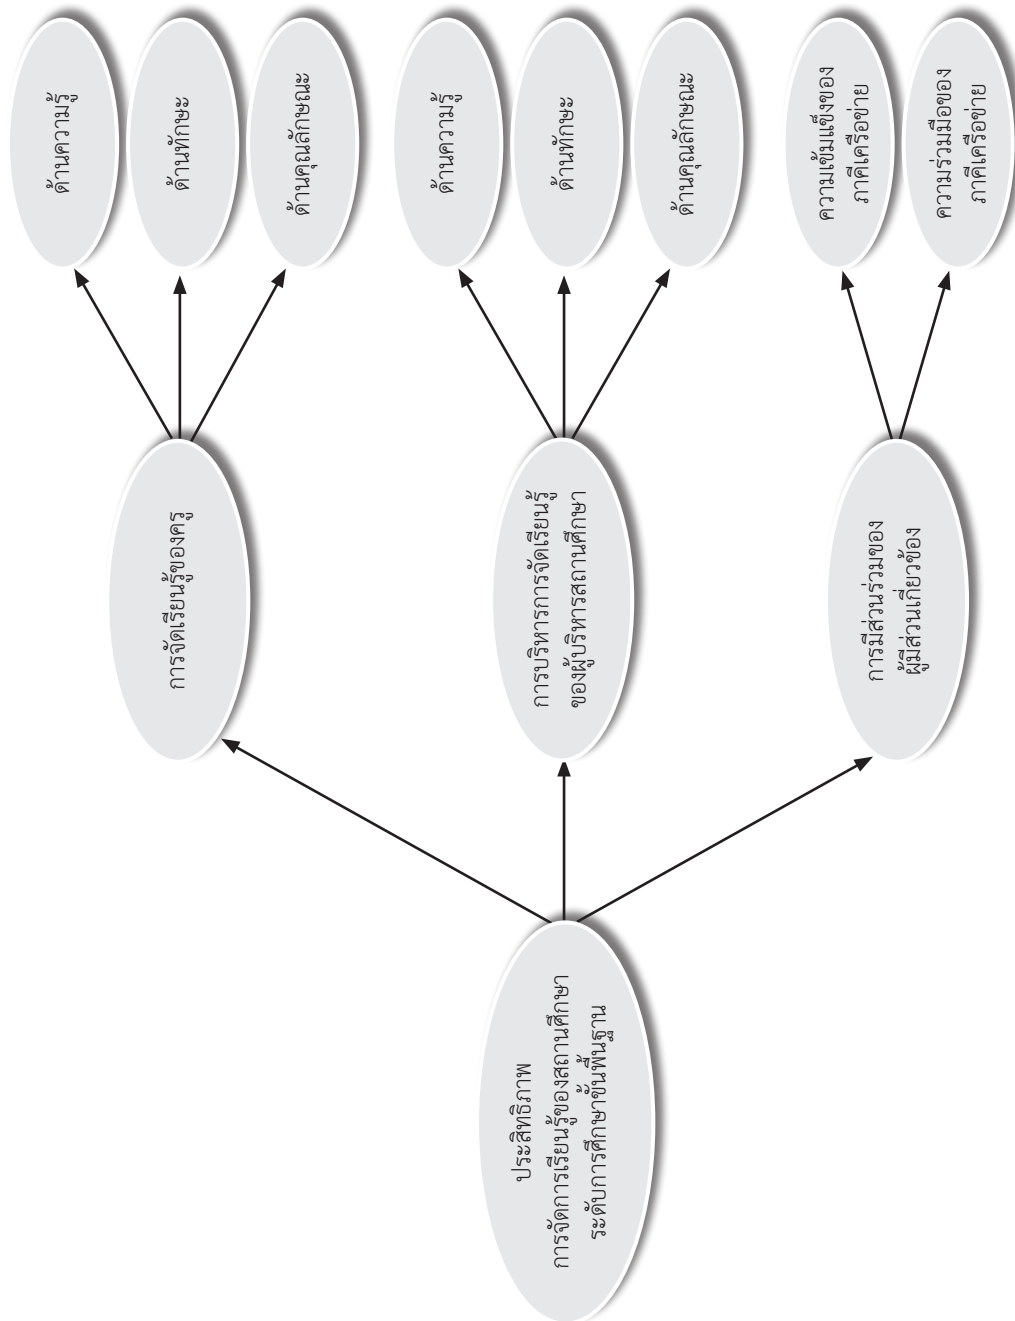 ประสิทธิภาพ
การจัดการเรียนรู้ของสถานศึกษา
ระดับการศึกษาขั้นพื้นฐาน
การจัดเรียนรู้ของครู
การบริหารการจัดเรียนรู้
ของผู้บริหารสถานศึกษา
การมีส่วนร่วมของ
ผู้มีส่วนเกี่ยวข้อง
ด้านความรู้
ด้านทักษะ
ด้านคุณลักษณะ
ด้านความรู้
ด้านทักษะ
ด้านคุณลักษณะ
ความเข้มแข็งของ
ภาคีเครือข่าย
ความร่วมมือของ
ภาคีเครือข่าย